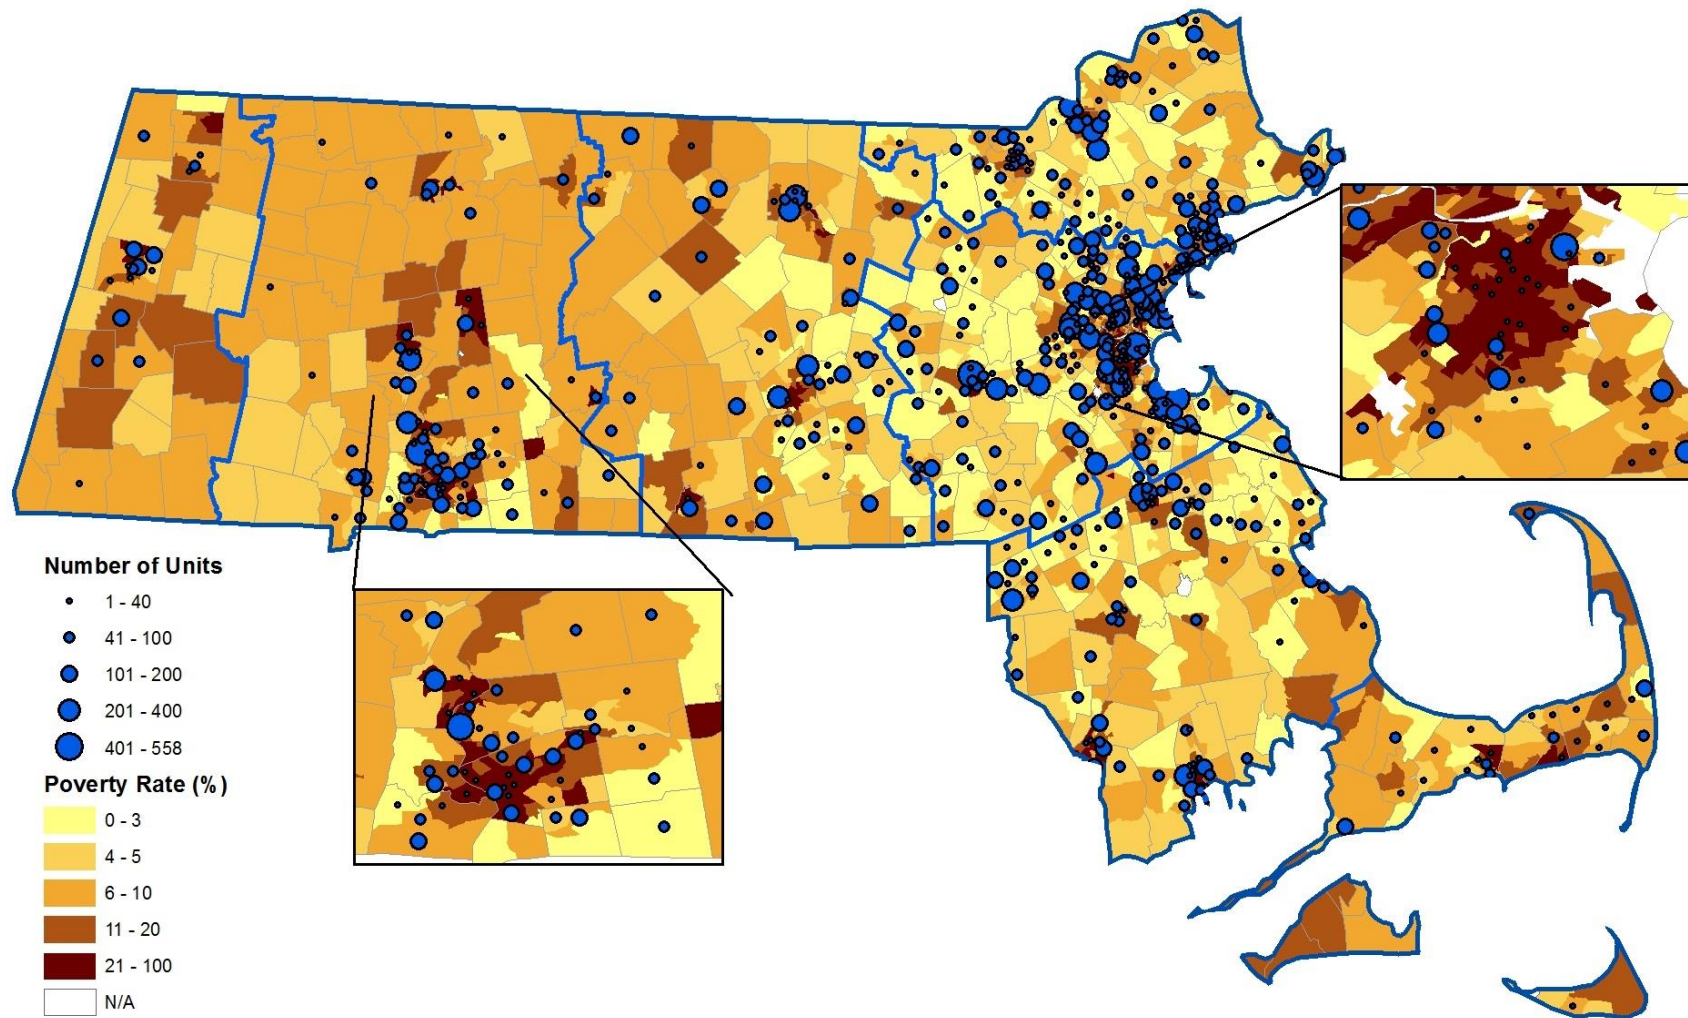 Number of Units
1 - 40
41 - 100
101 - 200
201 - 400
401 - 558
Poverty Rate (%)
0 - 3
4 - 5
6 - 10
11 - 20
21 - 100
N/A